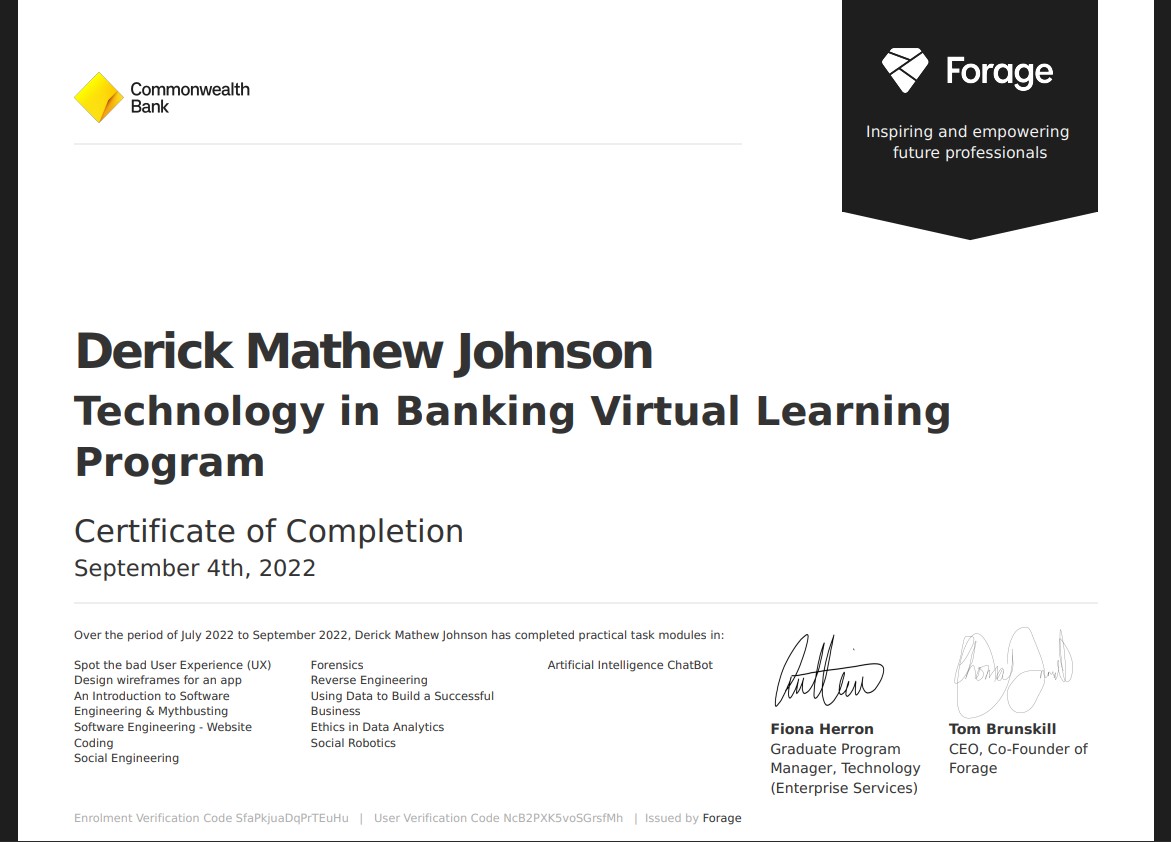 Commonwealth
Bank
Forage
Inspiring and empowering
future professionals
Derick Mathew Johnson
Technology in Banking Virtual Learning
Program
Certificate of Completion
September 4th, 2022
Over the period of July 2022 to September 2022, Derick Mathew Johnson has completed practical task modules in:
Spot the bad User Experience (UX)
Design wireframes for an app
An Introduction to Software
Engineering & Mythbusting
Software Engineering - Website
Coding
Social Engineering
Forensics
Reverse Engineering
Using Data to Build a Successful
Business
Ethics in Data Analytics
Social Robotics
Artificial Intelligence ChatBot
Fiona Herron
Graduate Program
Manager, Technology
(Enterprise Services)
Tom Brunskill
CEO, Co-Founder of
Forage
Enrolment Verification Code SfaPkjuaDqPrTEuHu | User Verification Code NcB2PXK5voSGrsfMh | Issued by Forage